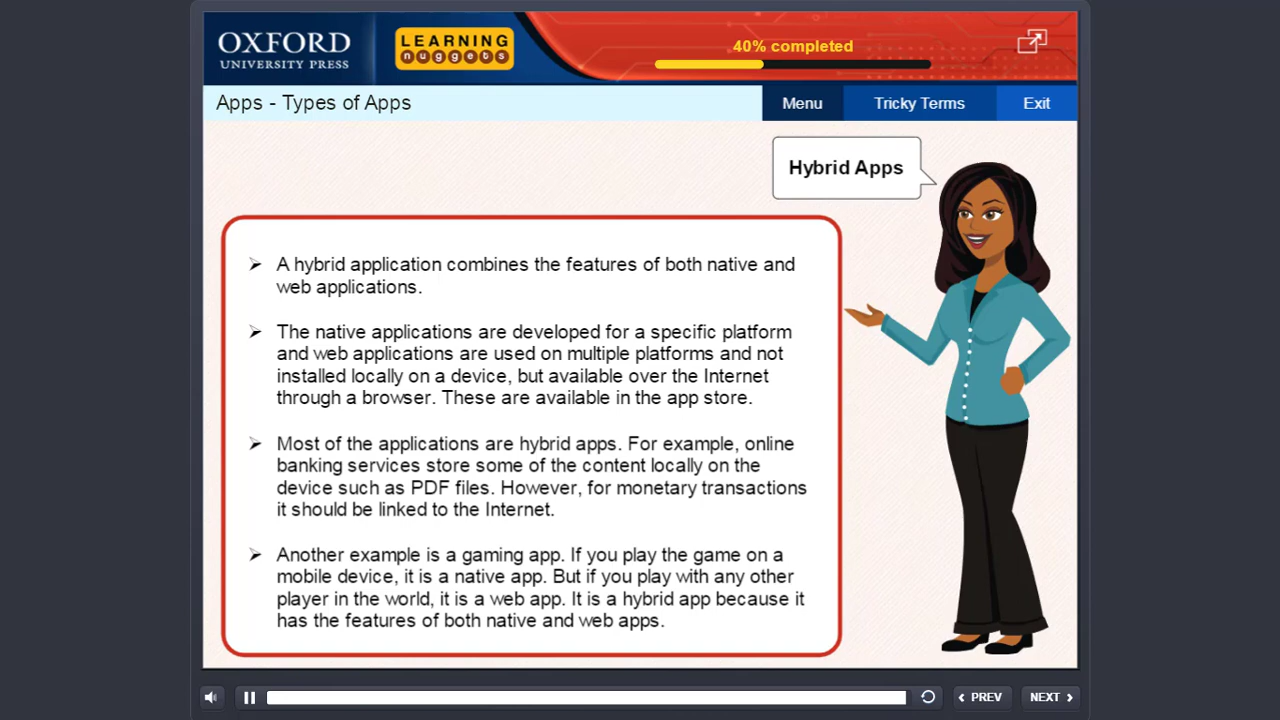 OXFORD
UNIVERSITY PRESS
LEARNING
nuggets
40% completed
Apps - Types of Apps
Menu
Tricky Terms
Exit
Hybrid Apps
A hybrid application combines the features of both native and
web applications.
The native applications are developed for a specific platform
and web applications are used on multiple platforms and not
installed locally on a device, but available over the Internet
through a browser. These are available in the app store.
Most of the applications are hybrid apps. For example, online
banking services store some of the content locally on the
device such as PDF files. However, for monetary transactions
it should be linked to the Internet.
Another example is a gaming app. If you play the game on a
mobile device, it is a native app. But if you play with any other
player in the world, it is a web app. It is a hybrid app because it
has the features of both native and web apps.
PREV
NEXT